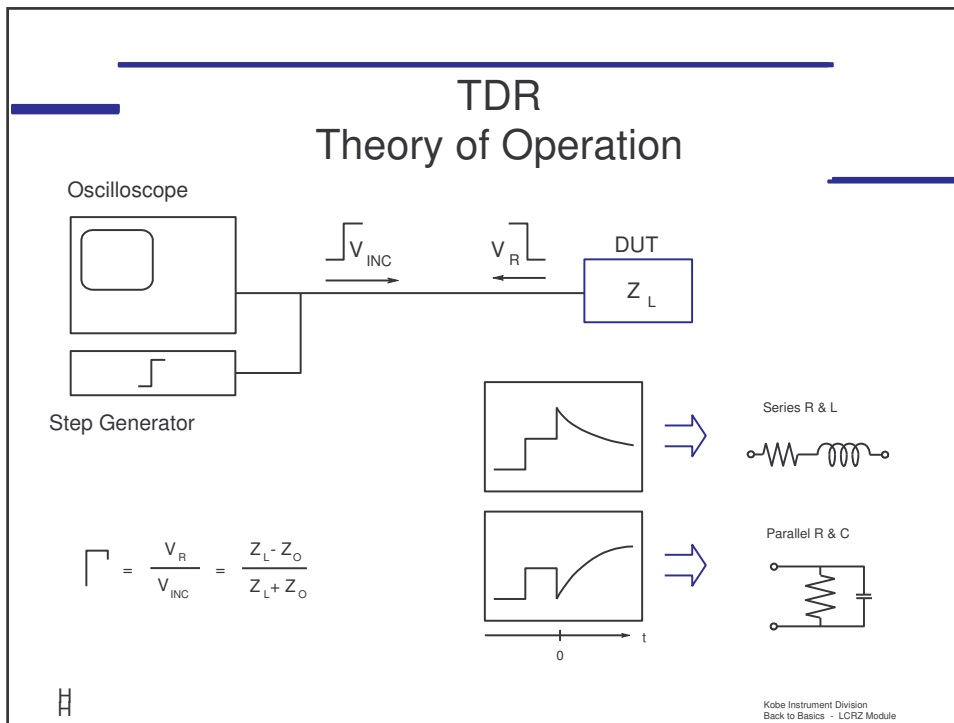 TDR
Theory of Operation
Oscilloscope
V INC
V R
DUT
Z L
Step Generator
Series R & L
Parallel R & C
Γ = V R / V INC = Z L - Z O / Z L + Z O
t
0
H
H
Kobe Instrument Division
Back to Basics - LCRZ Module